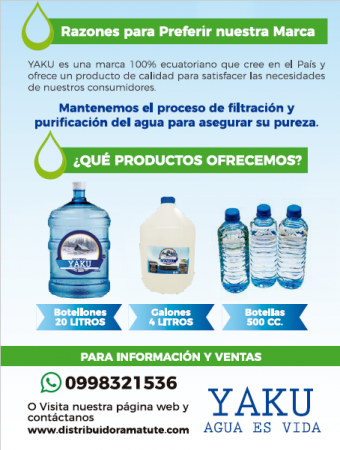 Razones para Preferir nuestra Marca
YAKU es una marca 100% ecuatoriano que cree en el País y
ofrece un producto de calidad para satisfacer las necesidades
de nuestros consumidores.
Mantenemos el proceso de filtración y
purificación del agua para asegurar su pureza.
¿QUÉ PRODUCTOS OFRECEMOS?
YAKU
Botellones
20 LITROS
Galones
4 LITROS
Botellas
500 CC.
PARA INFORMACIÓN Y VENTAS
0998321536
O Visita nuestra página web y
contáctanos
www.distribuidoramatute.com
YAKU
AGUA ES VIDA